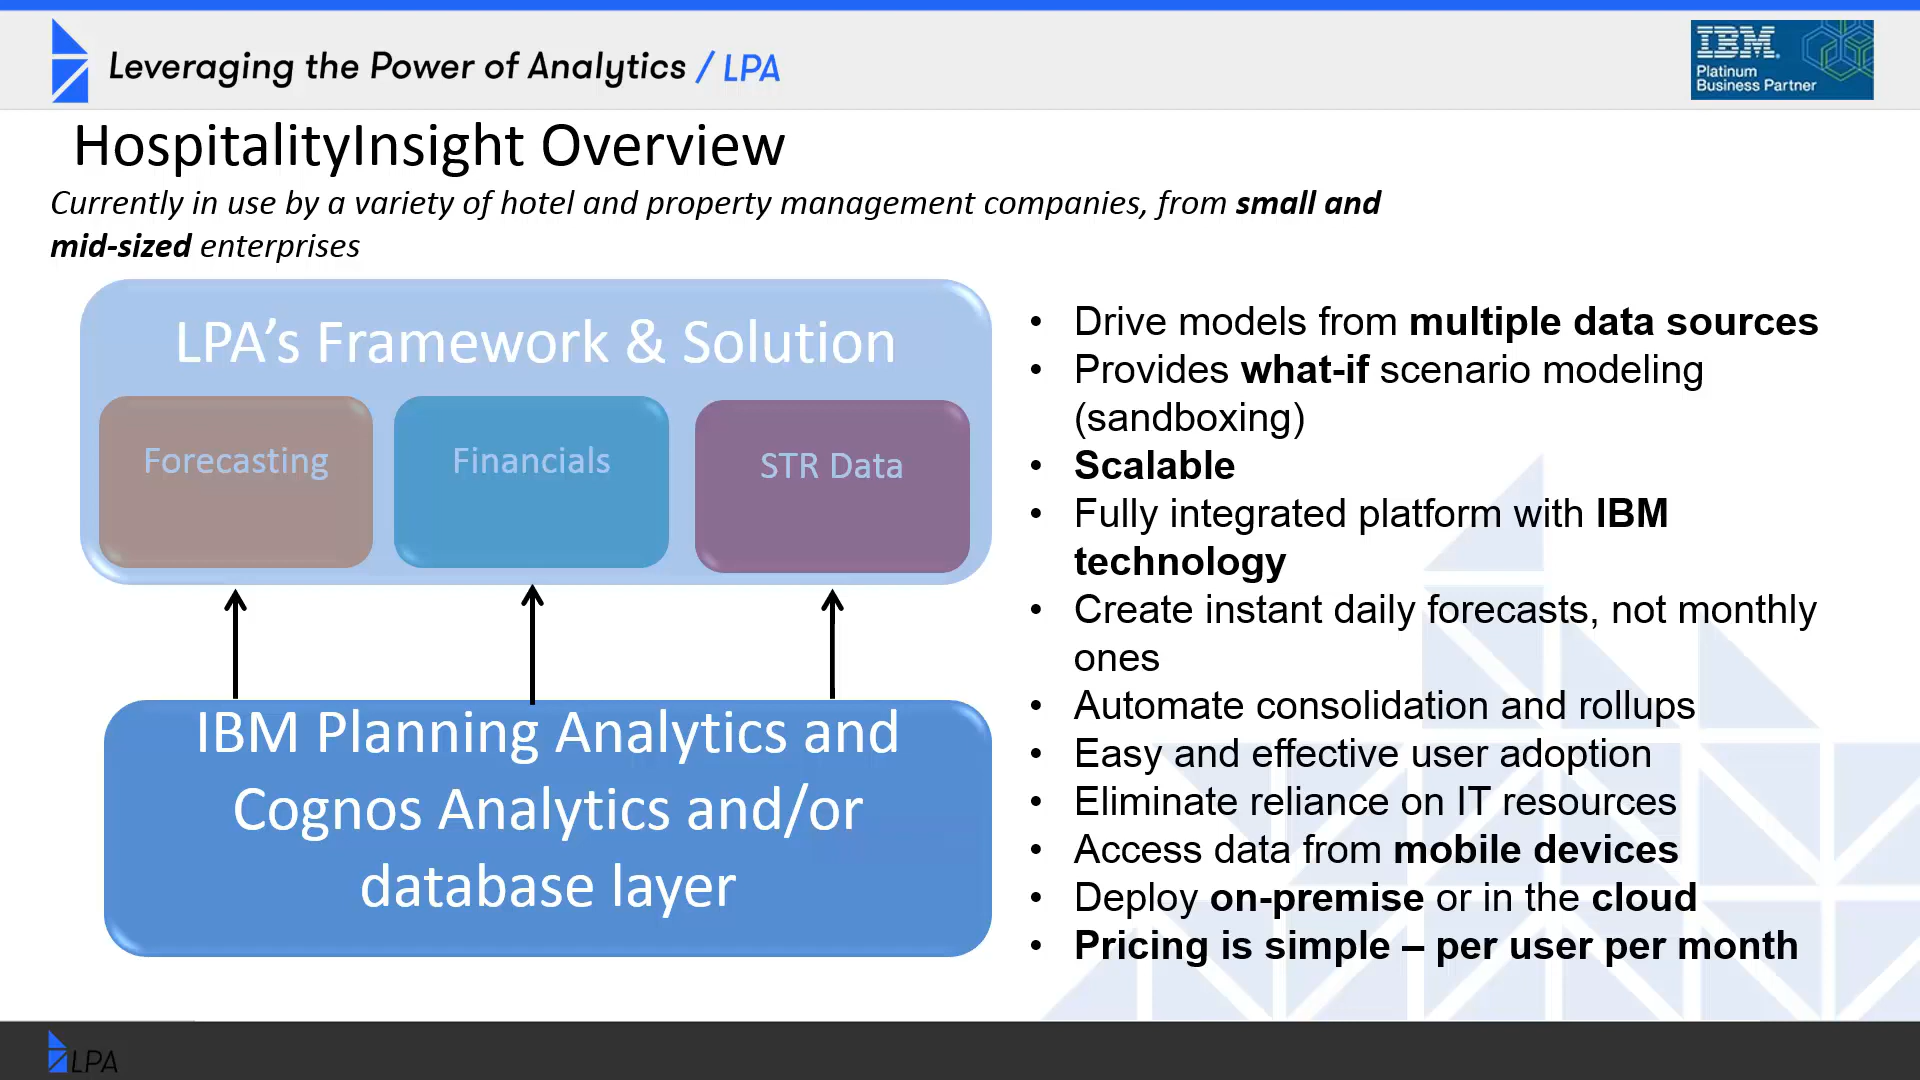 Leveraging the Power of Analytics / LPA
IBM
Platinum
Business Partner
HospitalityInsight Overview
Currently in use by a variety of hotel and property management companies, from small and
mid-sized enterprises
LPA’s Framework & Solution
Forecasting
Financials
STR Data
IBM Planning Analytics and
Cognos Analytics and/or
database layer
• Drive models from multiple data sources
• Provides what-if scenario modeling
(sandboxing)
• Scalable
• Fully integrated platform with IBM
technology
• Create instant daily forecasts, not monthly
ones
• Automate consolidation and rollups
• Easy and effective user adoption
• Eliminate reliance on IT resources
• Access data from mobile devices
• Deploy on-premise or in the cloud
• Pricing is simple – per user per month
LPA